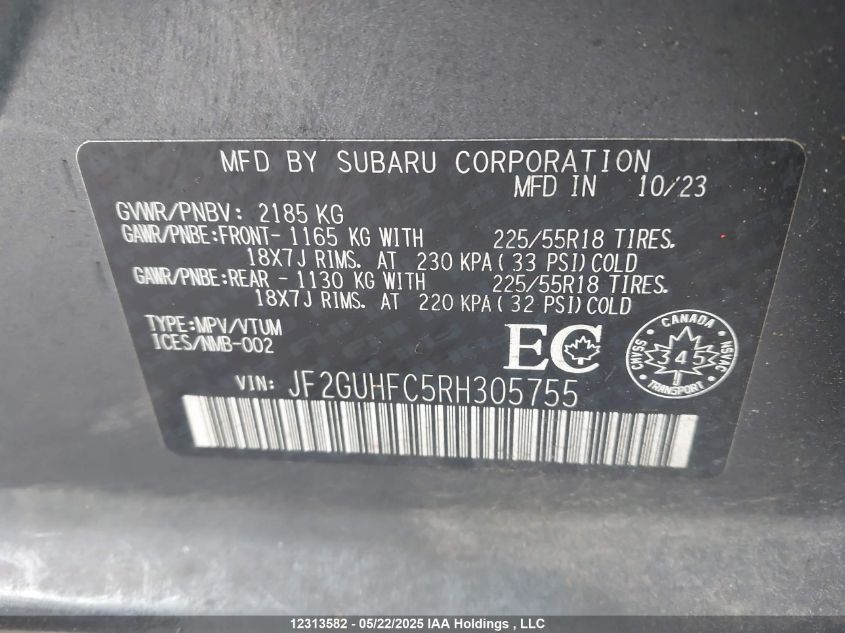 MFD BY SUBARU CORPORATION
MFD IN 10/23
GVWR/PNBV: 2185 KG
GAWR/PNBE:FRONT- 1165 KG WITH 225/55R18 TIRES.
18X7J RIMS. AT 230 KPA(33 PSI)COLD
GAWR/PNBE:REAR - 1130 KG WITH 225/55R18 TIRES.
18X7J RIMS. AT 220 KPA(32 PSI)COLD
TYPE:MPV/VTUM
ICES/NMB-002
EC
CANADA
CMVSS 345 NSVAC
TRANSPORT
VIN: JF2GUHFC5RH305755
12313582 - 05/22/2025 IAA Holdings , LLC